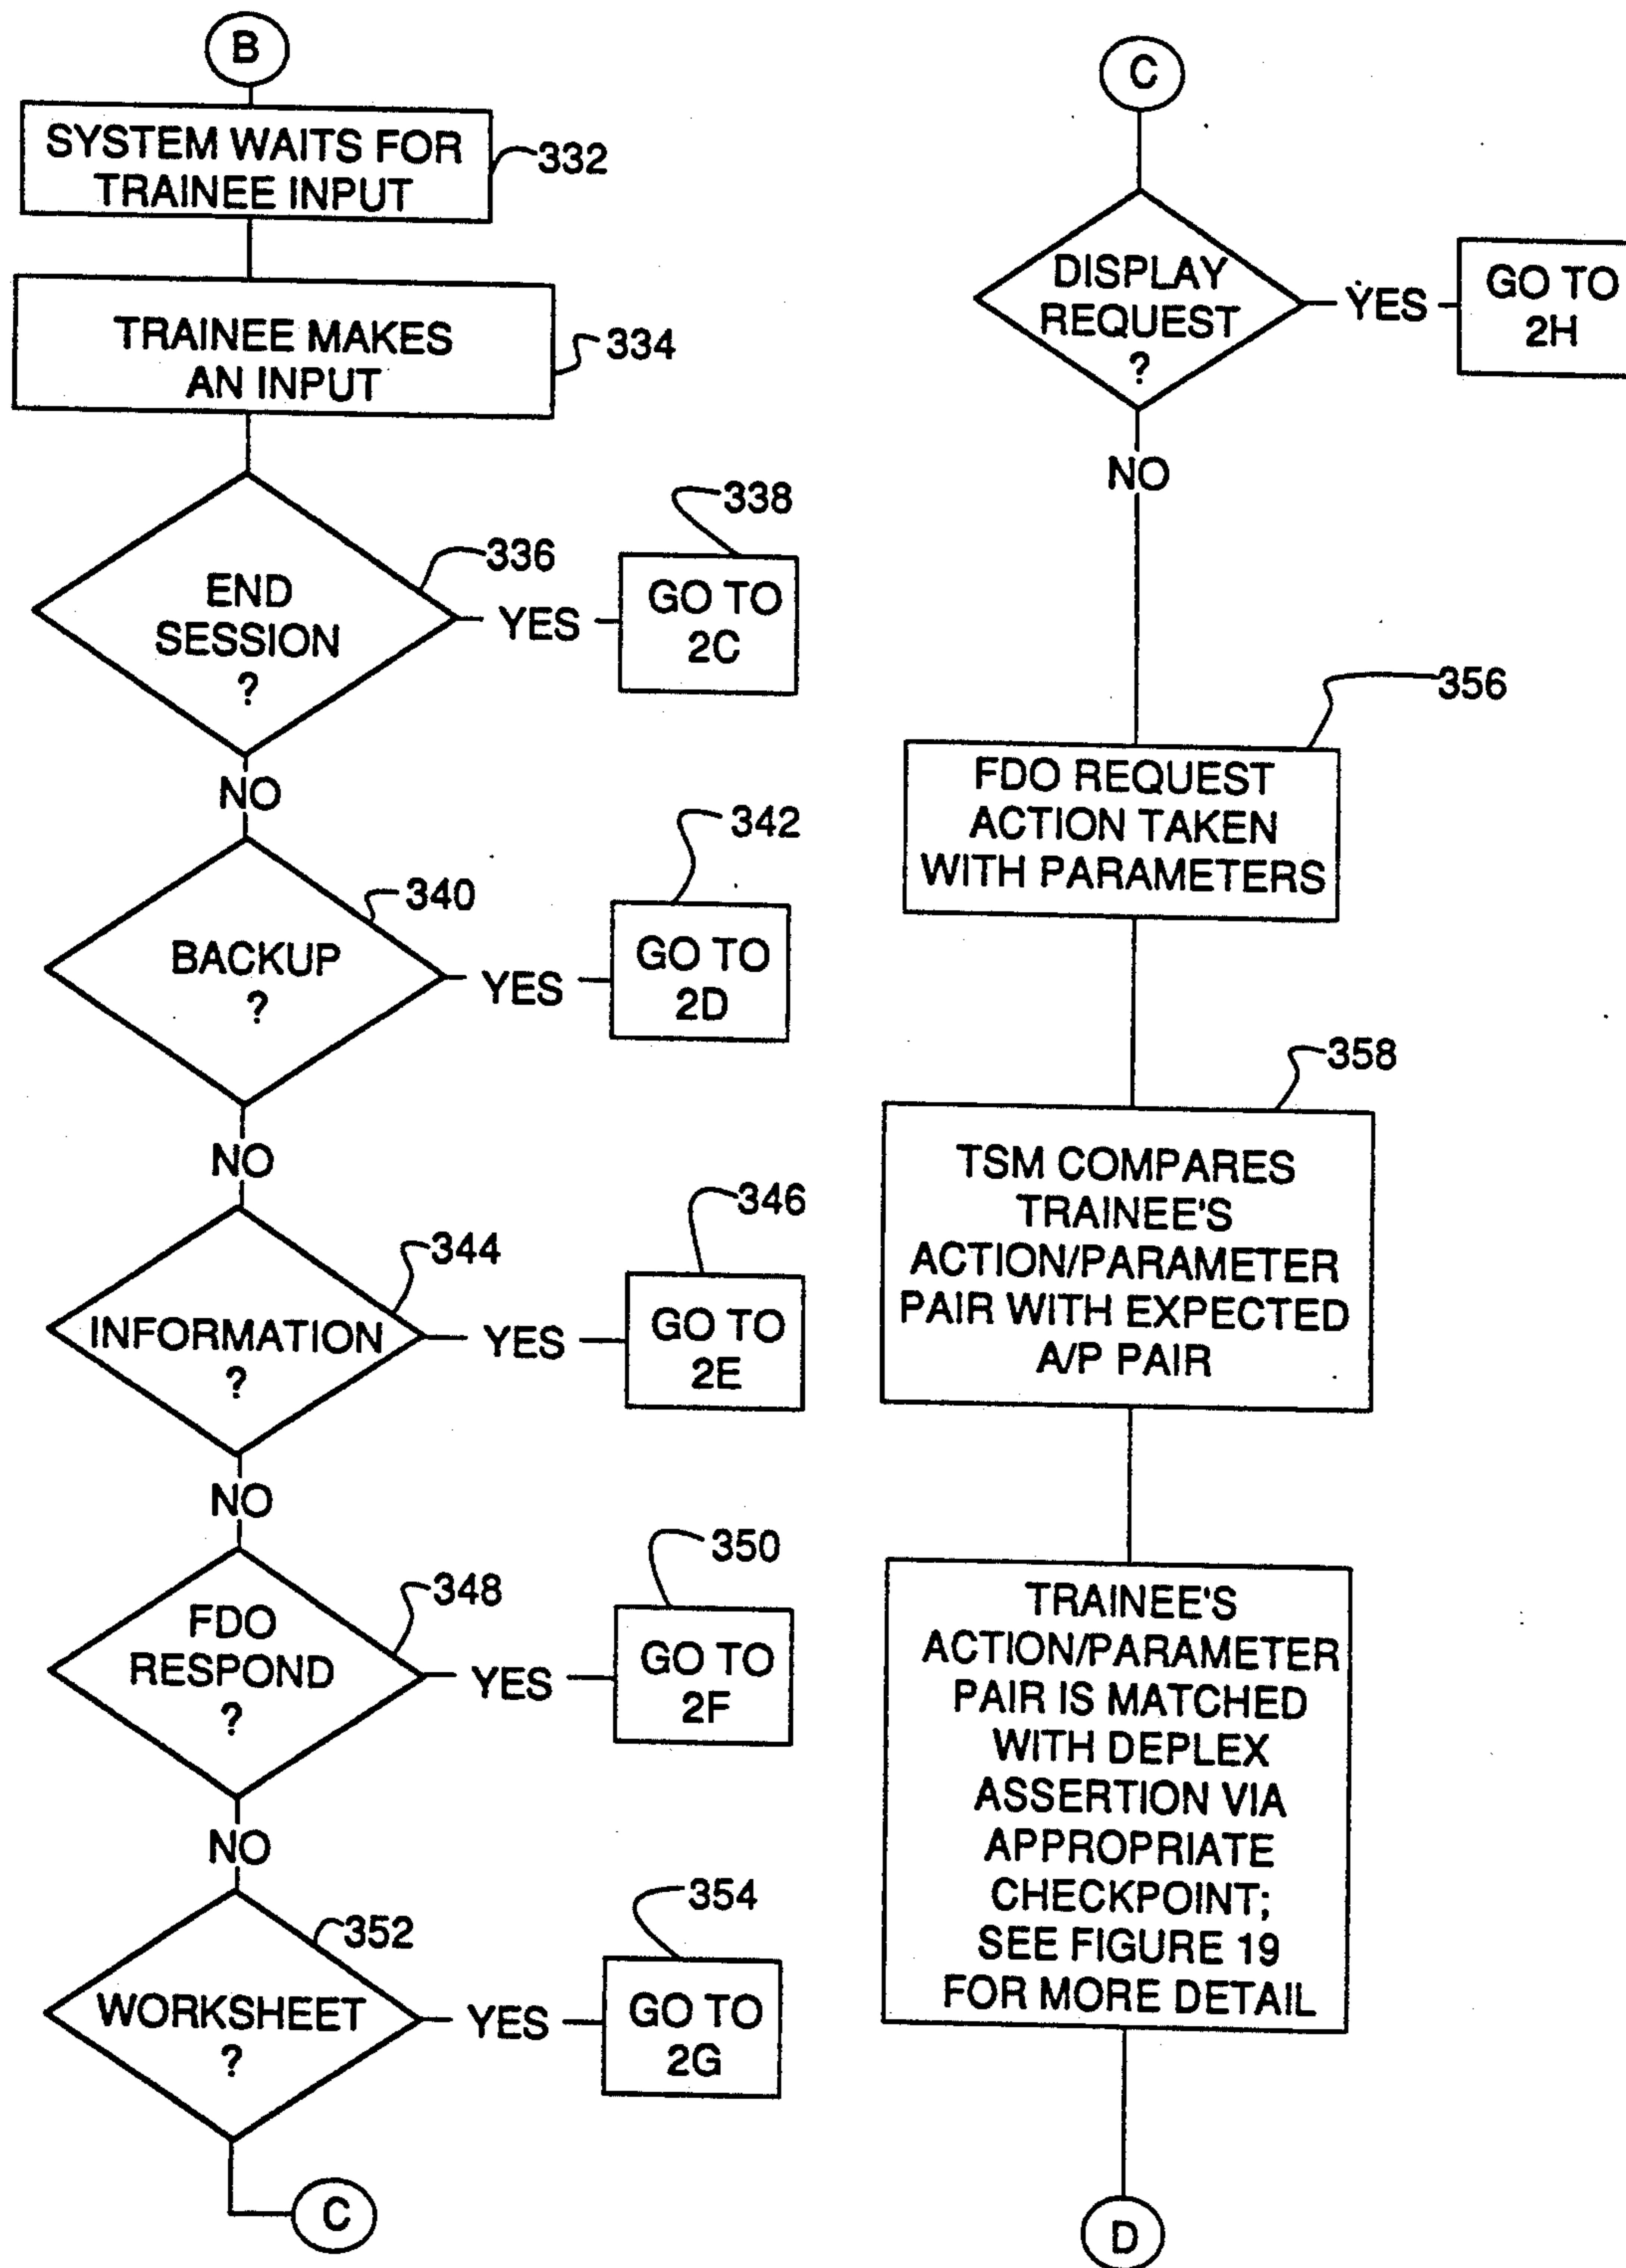 B
SYSTEM WAITS FOR
TRAINEE INPUT
332
TRAINEE MAKES
AN INPUT
334
END
SESSION
?
336
YES
338
GO TO
2C
NO
BACKUP
?
340
YES
342
GO TO
2D
NO
INFORMATION
?
344
YES
346
GO TO
2E
NO
FDO
RESPOND
?
348
YES
350
GO TO
2F
NO
WORKSHEET
?
352
YES
354
GO TO
2G
C
C
DISPLAY
REQUEST
?
YES
GO TO
2H
NO
356
FDO REQUEST
ACTION TAKEN
WITH PARAMETERS
358
TSM COMPARES
TRAINEE'S
ACTION/PARAMETER
PAIR WITH EXPECTED
A/P PAIR
TRAINEE'S
ACTION/PARAMETER
PAIR IS MATCHED
WITH DEPLEX
ASSERTION VIA
APPROPRIATE
CHECKPOINT;
SEE FIGURE 19
FOR MORE DETAIL
D